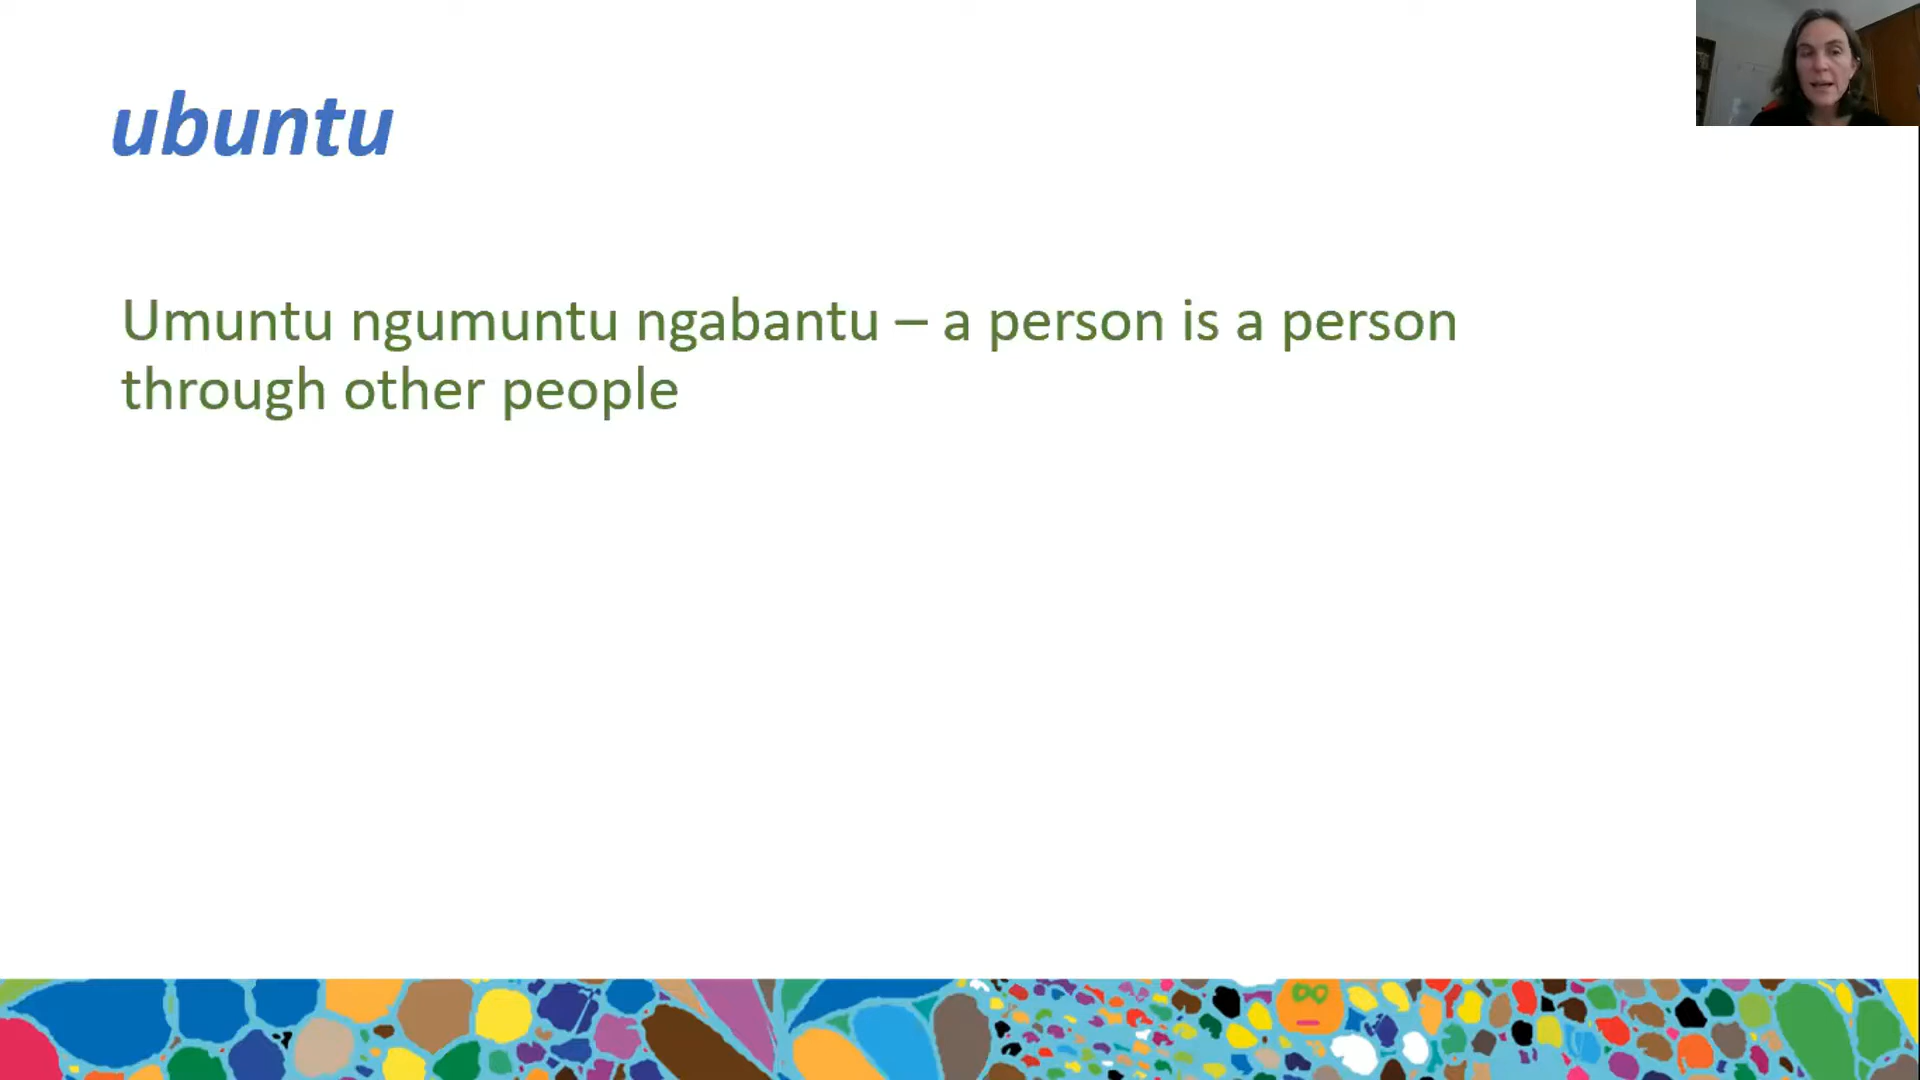 ubuntu
Umuntu ngumuntu ngabantu – a person is a person
through other people